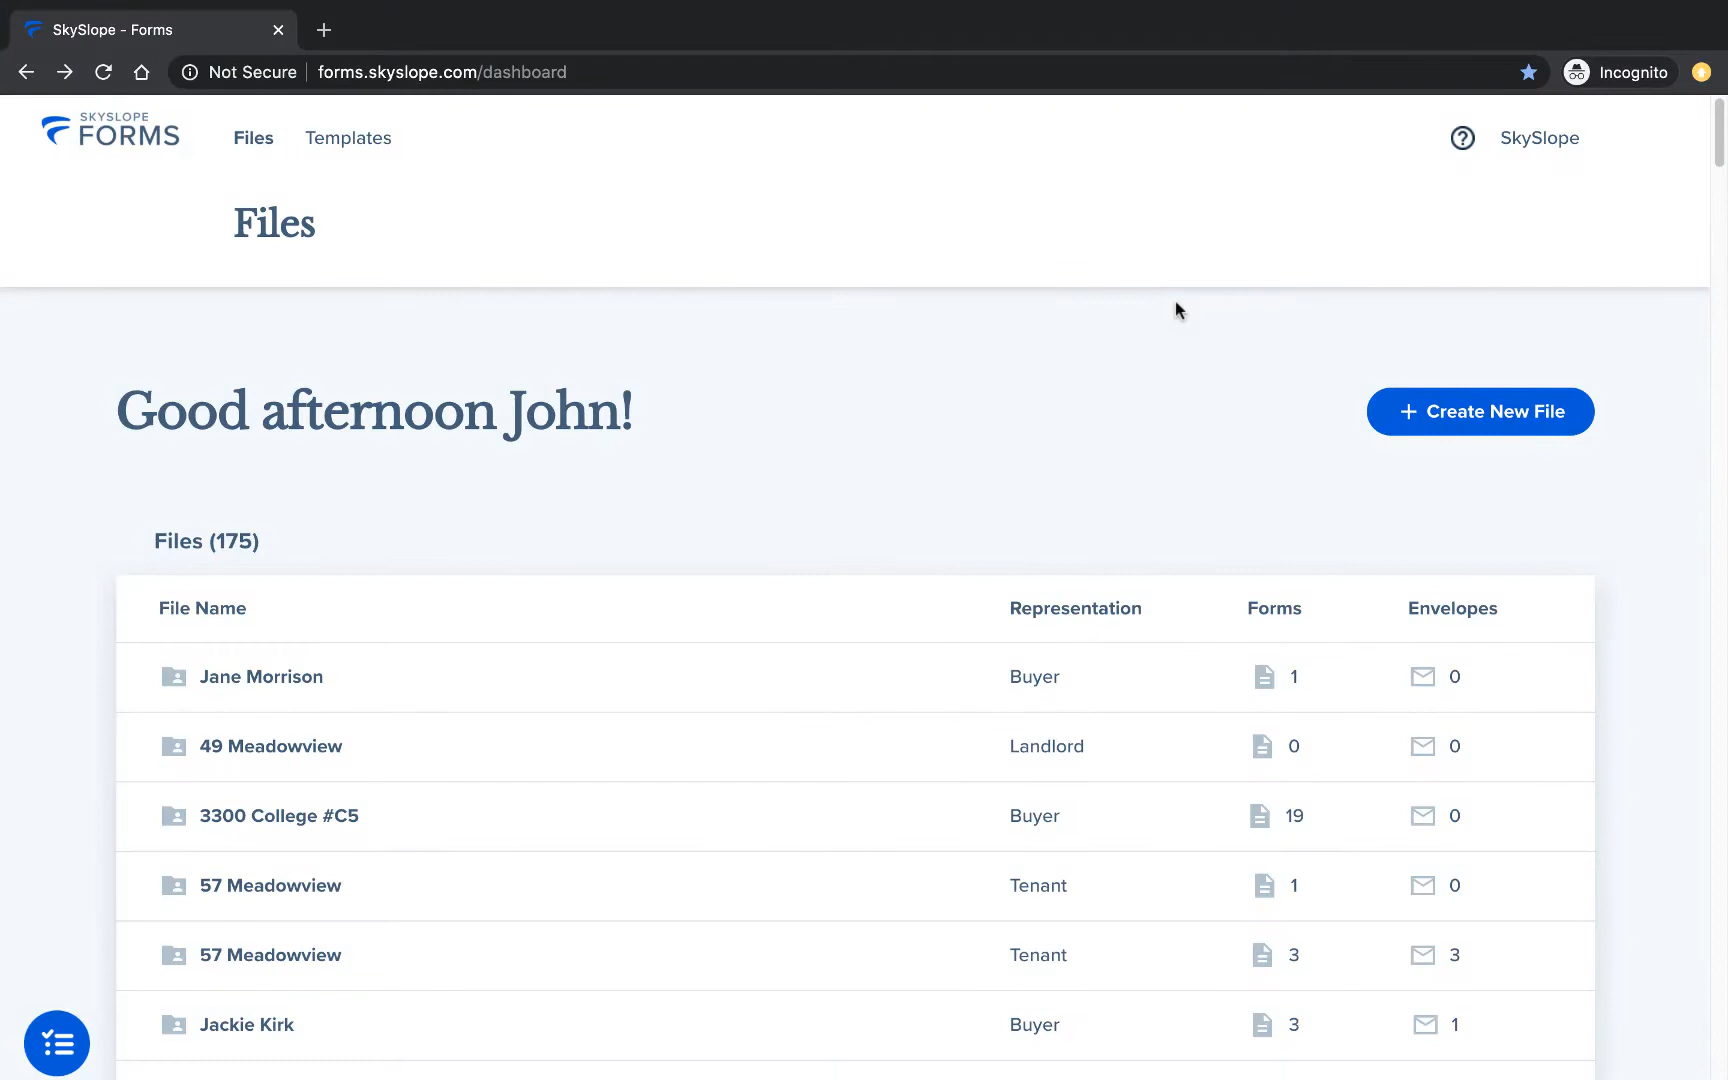 SkySlope - Forms
Not Secure forms.skyslope.com/dashboard Incognito
SKYSLOPE
FORMS
Files Templates SkySlope
Files
Good afternoon John!
+ Create New File
Files (175)
File Name Representation Forms Envelopes
Jane Morrison Buyer 1 0
49 Meadowview Landlord 0 0
3300 College #C5 Buyer 19 0
57 Meadowview Tenant 1 0
57 Meadowview Tenant 3 3
Jackie Kirk Buyer 3 1